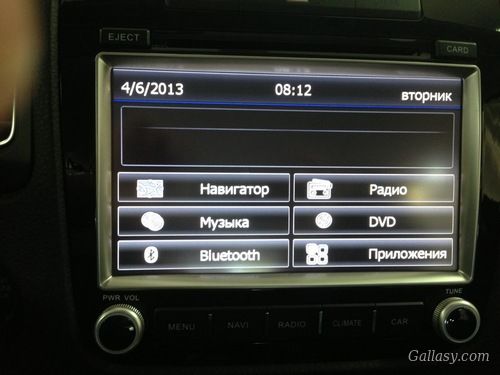 EJECT
CARD
4/6/2013 08:12 вторник
Навигатор Радио
Музыка DVD
Bluetooth Приложения
PWR VOL TUNE
MENU NAVI RADIO CLIMATE CAR
Gallasy.com